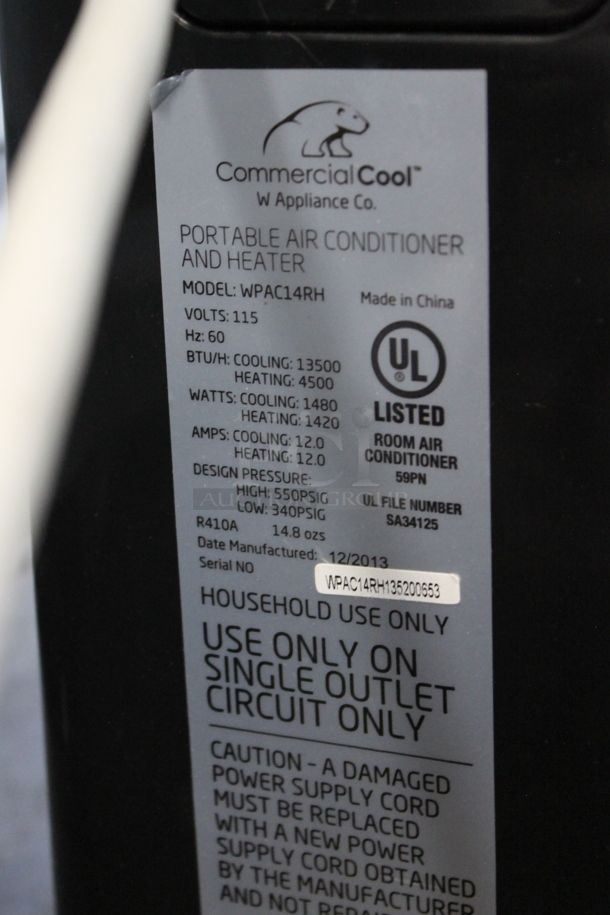 CommercialCool™
W Appliance Co.
PORTABLE AIR CONDITIONER
AND HEATER
MODEL: WPAC14RH
Made in China
VOLTS: 115
Hz: 60
BTU/H: COOLING: 13500
HEATING: 4500
WATTS: COOLING: 1480
HEATING: 1420
AMPS: COOLING: 12.0
HEATING: 12.0
DESIGN PRESSURE:
HIGH: 550PSIG
LOW: 340PSIG
R410A 14.8 ozs
UL ®
LISTED
ROOM AIR
CONDITIONER
59PN
UL FILE NUMBER
SA34125
Date Manufactured: 12/2013
Serial NO
WPAC14RH135200653
HOUSEHOLD USE ONLY
USE ONLY ON
SINGLE OUTLET
CIRCUIT ONLY
CAUTION - A DAMAGED
POWER SUPPLY CORD
MUST BE REPLACED
WITH A NEW POWER
SUPPLY CORD OBTAINED
BY THE MANUFACTURER
AND NOT